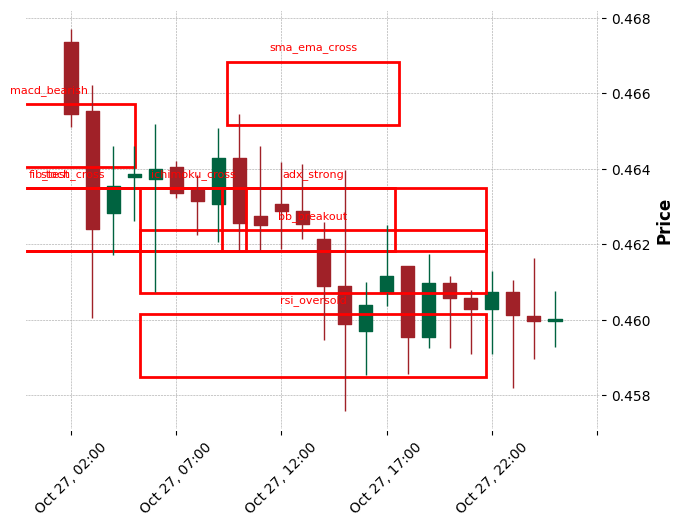 sma_ema_cross
macd_bearish
stoch_cross
ichimoku_cross
adx_strong
bb_breakout
rsi_oversold
0.468
0.466
0.464
0.462
0.460
0.458
Price
Oct 27, 02:00
Oct 27, 07:00
Oct 27, 12:00
Oct 27, 17:00
Oct 27, 22:00